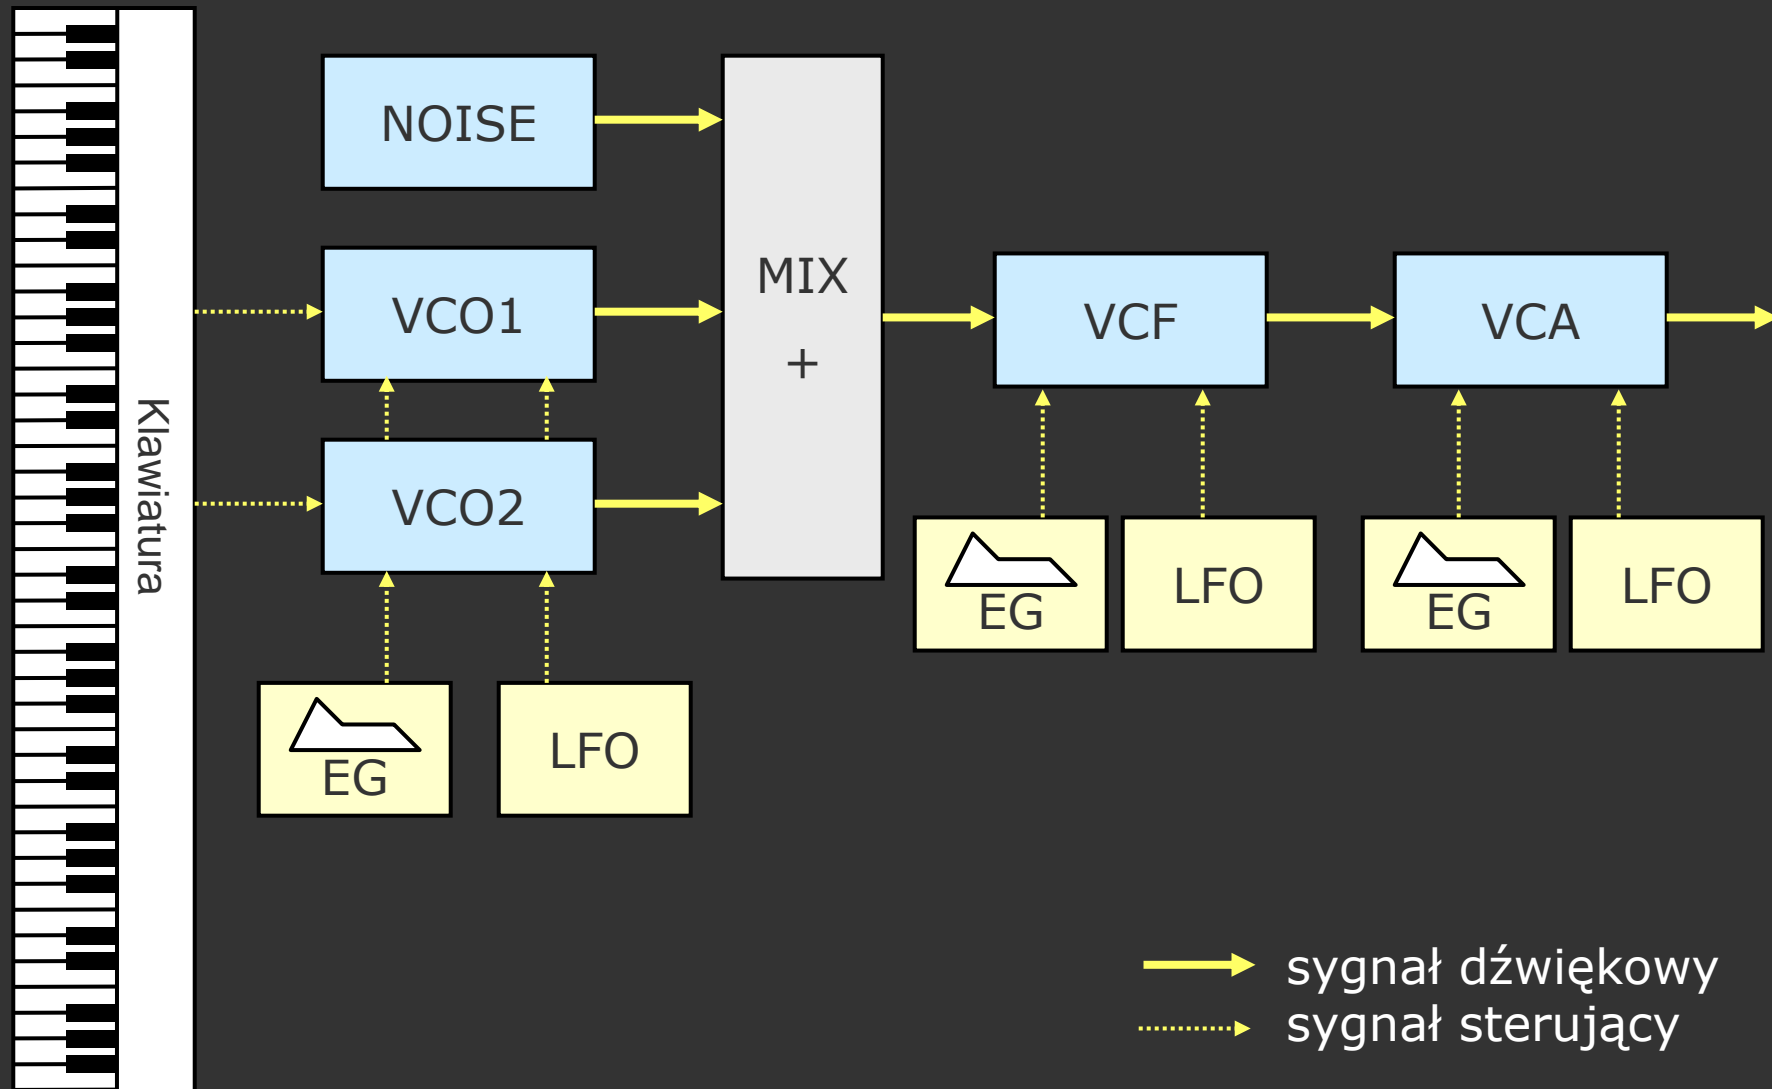 Klawiatura
NOISE
VCO1
VCO2
EG
LFO
MIX
+
VCF
VCA
EG
LFO
EG
LFO
sygnał dźwiękowy
sygnał sterujący